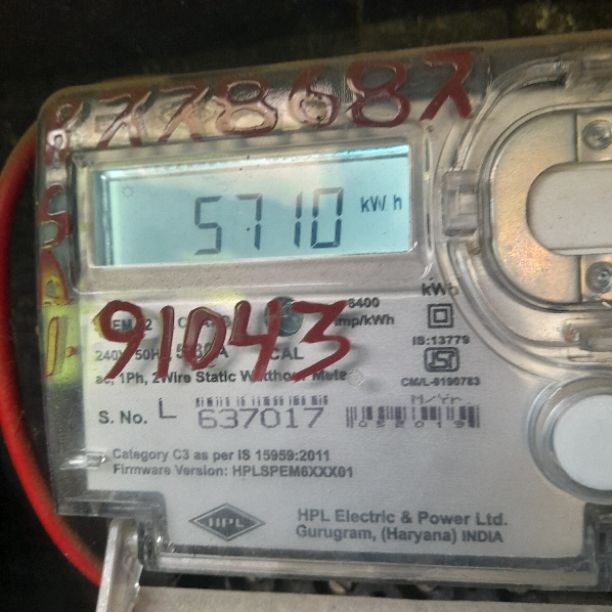 5710 kWh
91043
6400
imp/kWh
kWh
240V 50Hz
IS:13779
ac, 1Ph, 2Wire Static Watthour Meter
CM/L-9190783
M/Yr.
S. No. L 637017
Category C3 as per IS 15959:2011
Firmware Version: HPLSPEM6XXX01
HPL
HPL Electric & Power Ltd.
Gurugram, (Haryana) INDIA